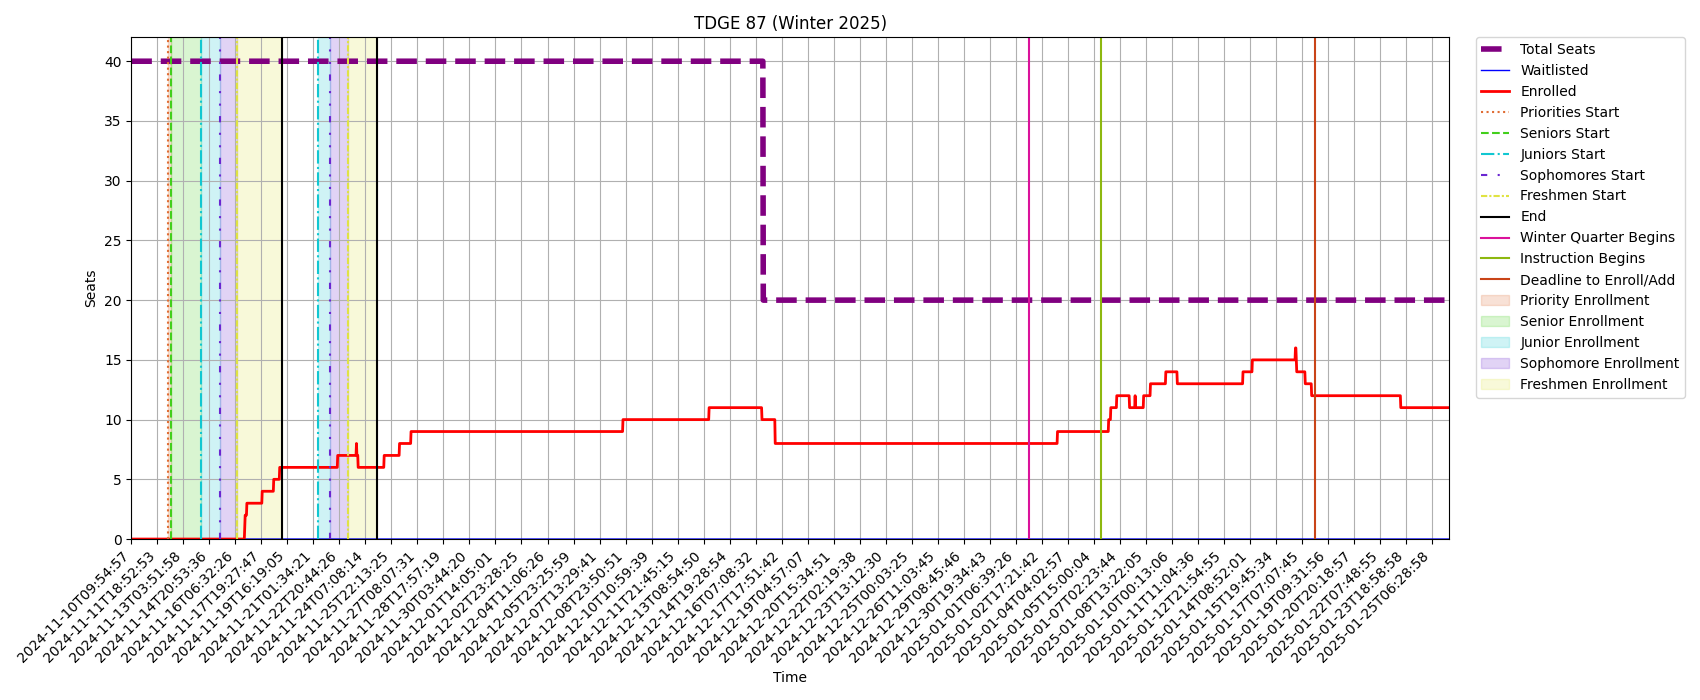 TDGE 87 (Winter 2025)
Seats
40
35
30
25
20
15
10
5
0
2024-11-10T09:54:57
2024-11-11T18:52:53
2024-11-13T03:51:58
2024-11-14T20:53:36
2024-11-16T06:32:26
2024-11-17T19:27:47
2024-11-19T16:19:05
2024-11-21T01:34:21
2024-11-22T20:44:26
2024-11-24T07:08:14
2024-11-25T22:13:25
2024-11-27T08:07:31
2024-11-28T17:57:19
2024-11-30T03:44:20
2024-12-01T14:05:01
2024-12-02T23:28:25
2024-12-04T11:06:26
2024-12-05T23:25:59
2024-12-07T13:29:41
2024-12-08T23:50:51
2024-12-10T10:59:39
2024-12-11T21:45:15
2024-12-13T08:54:50
2024-12-14T19:28:54
2024-12-16T07:08:32
2024-12-17T17:51:42
2024-12-19T04:57:07
2024-12-20T15:34:51
2024-12-22T02:19:38
2024-12-23T13:12:30
2024-12-25T00:03:25
2024-12-26T11:03:45
2024-12-29T08:45:46
2024-12-30T19:34:43
2025-01-01T06:39:26
2025-01-02T17:21:42
2025-01-04T04:02:57
2025-01-05T15:00:04
2025-01-07T02:23:44
2025-01-08T13:22:05
2025-01-10T00:13:06
2025-01-11T11:04:36
2025-01-12T21:54:55
2025-01-14T08:52:01
2025-01-15T19:45:34
2025-01-17T07:07:45
2025-01-19T09:31:56
2025-01-20T20:18:57
2025-01-22T07:48:55
2025-01-23T18:58:58
2025-01-25T06:28:58
Time
Total Seats
Waitlisted
Enrolled
Priorities Start
Seniors Start
Juniors Start
Sophomores Start
Freshmen Start
End
Winter Quarter Begins
Instruction Begins
Deadline to Enroll/Add
Priority Enrollment
Senior Enrollment
Junior Enrollment
Sophomore Enrollment
Freshmen Enrollment